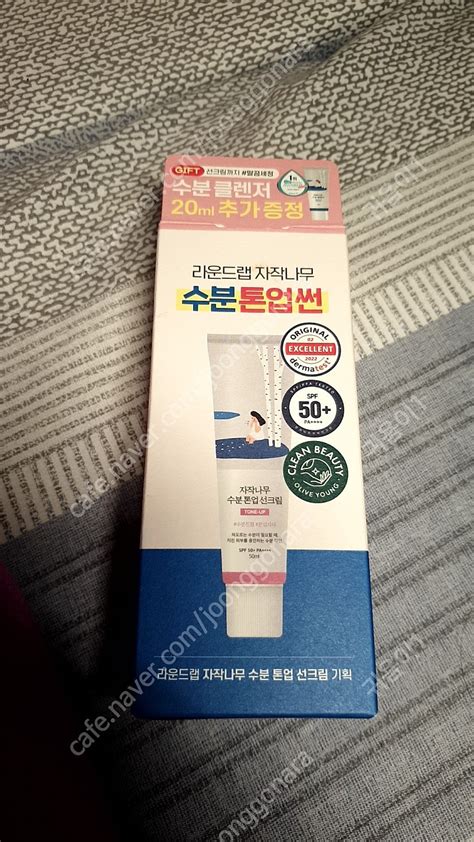 GIFT 선크림까지 #말끔세정
수분 클렌저
20ml 추가 증정
라운드랩 자작나무
수분 톤업 썬
ORIGINAL
EXCELLENT
2022
dermatest
SPF
50+
PA++++
CLEAN BEAUTY
OLIVE YOUNG
자작나무
수분 톤업 선크림
TONE-UP
SPF 50+ PA++++
50ml
라운드랩 자작나무 수분 톤업 선크림 기획
cafe.naver.com/joonggonara